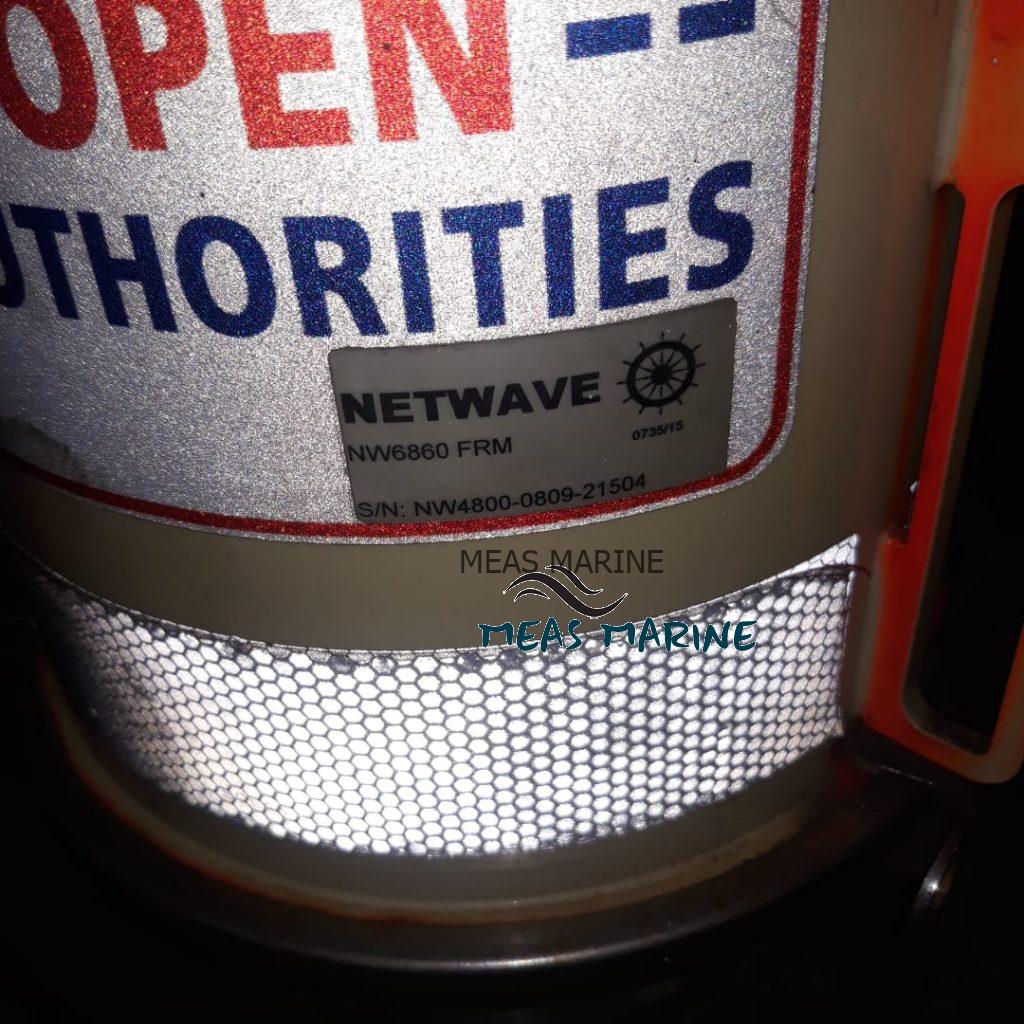 OPEN --
UTHORITIES
NETWAVE
0735/15
NW6860 FRM
S/N: NW4800-0809-21504
MEAS MARINE
MEAS MARINE